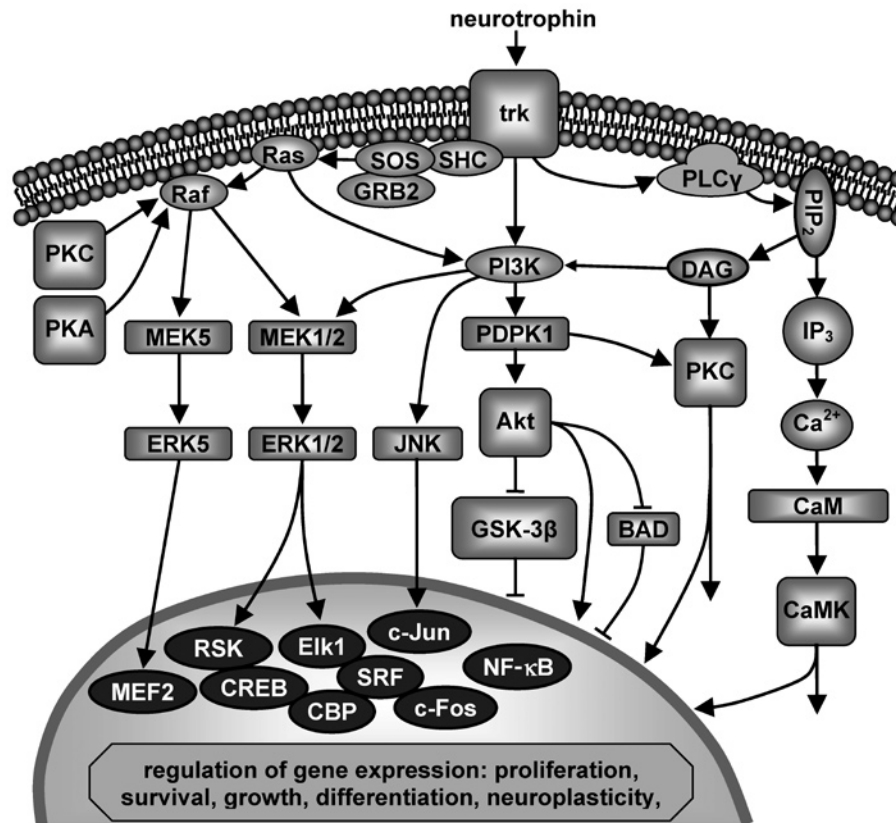 neurotrophin
trk
Ras
SOS
SHC
GRB2
PLCγ
PIP₂
Raf
PKC
PKA
PI3K
DAG
MEK5
MEK1/2
PDPK1
PKC
IP₃
ERK5
ERK1/2
JNK
Akt
Ca²⁺
GSK-3β
BAD
CaM
CaMK
RSK
Elk1
c-Jun
MEF2
CREB
SRF
NF-κB
CBP
c-Fos
regulation of gene expression: proliferation,
survival, growth, differentiation, neuroplasticity,